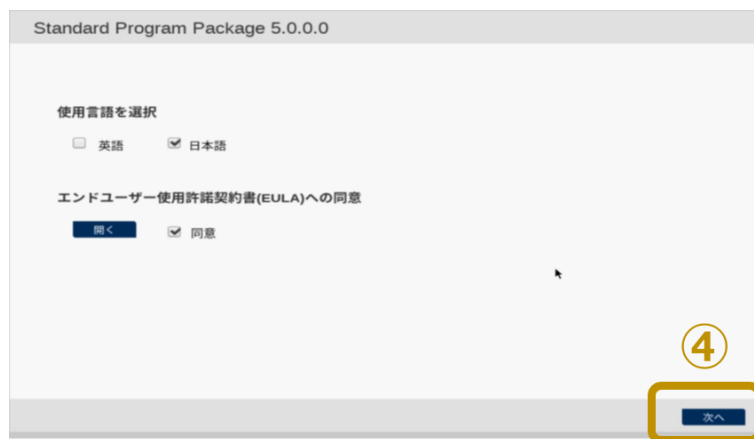 Standard Program Package 5.0.0.0
使用言語を選択
英語 日本語
エンドユーザー使用許諾契約書(EULA)への同意
開く 同意
④
次へ